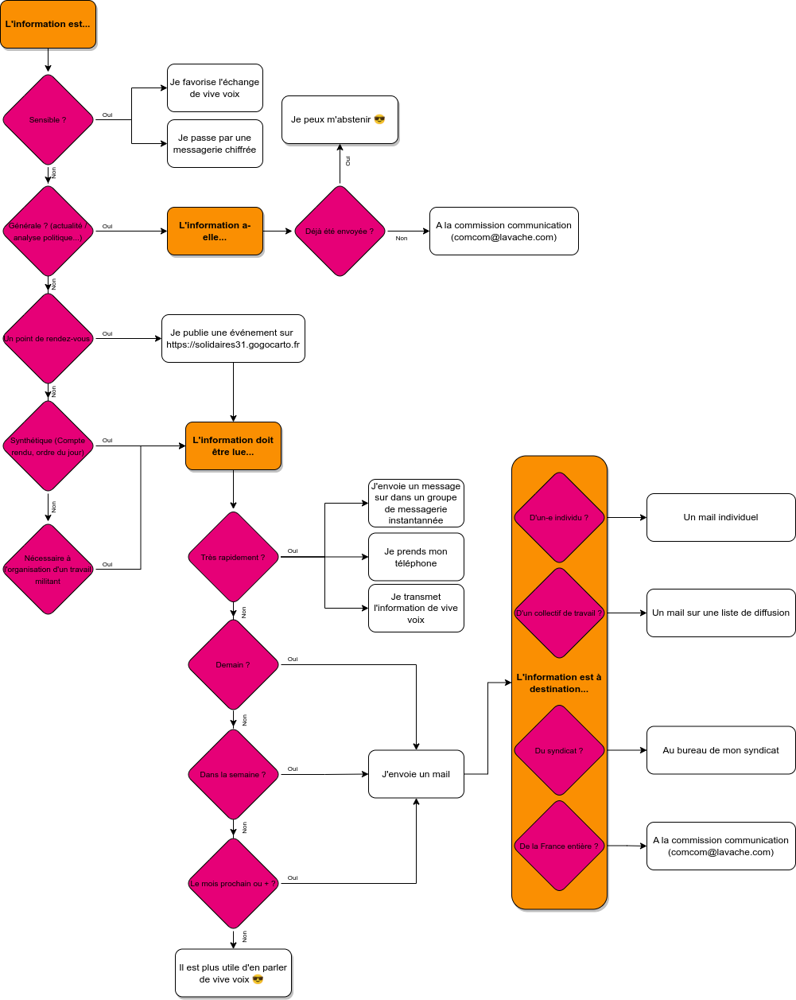 L'information est...
Sensible ?
Oui
Je favorise l'échange
de vive voix
Je passe par une
messagerie chiffrée
Non
Générale ? (actualité /
analyse politique...)
Oui
L'information a-
elle...
Déjà été envoyée ?
Oui
Je peux m'abstenir 😎
Non
A la commission communication
(comcom@lavache.com)
Non
Un point de rendez-vous
Oui
Je publie une événement sur
https://solidaires31.gogocarto.fr
Non
Synthétique (Compte
rendu, ordre du jour)
Oui
L'information doit
être lue...
Non
Nécessaire à
l'organisation d'un travail
militant
Oui
Très rapidement ?
Oui
J'envoie un message
sur dans un groupe
de messagerie
instantannée
Je prends mon
téléphone
Je transmet
l'information de vive
voix
Non
Demain ?
Oui
Non
Dans la semaine ?
Oui
J'envoie un mail
Non
Le mois prochain ou + ?
Oui
Non
Il est plus utile d'en parler
de vive voix 😎
D'un-e individu ?
Un mail individuel
D'un collectif de travail ?
Un mail sur une liste de diffusion
L'information est à
destination...
Du syndicat ?
Au bureau de mon syndicat
De la France entière ?
A la commission communication
(comcom@lavache.com)